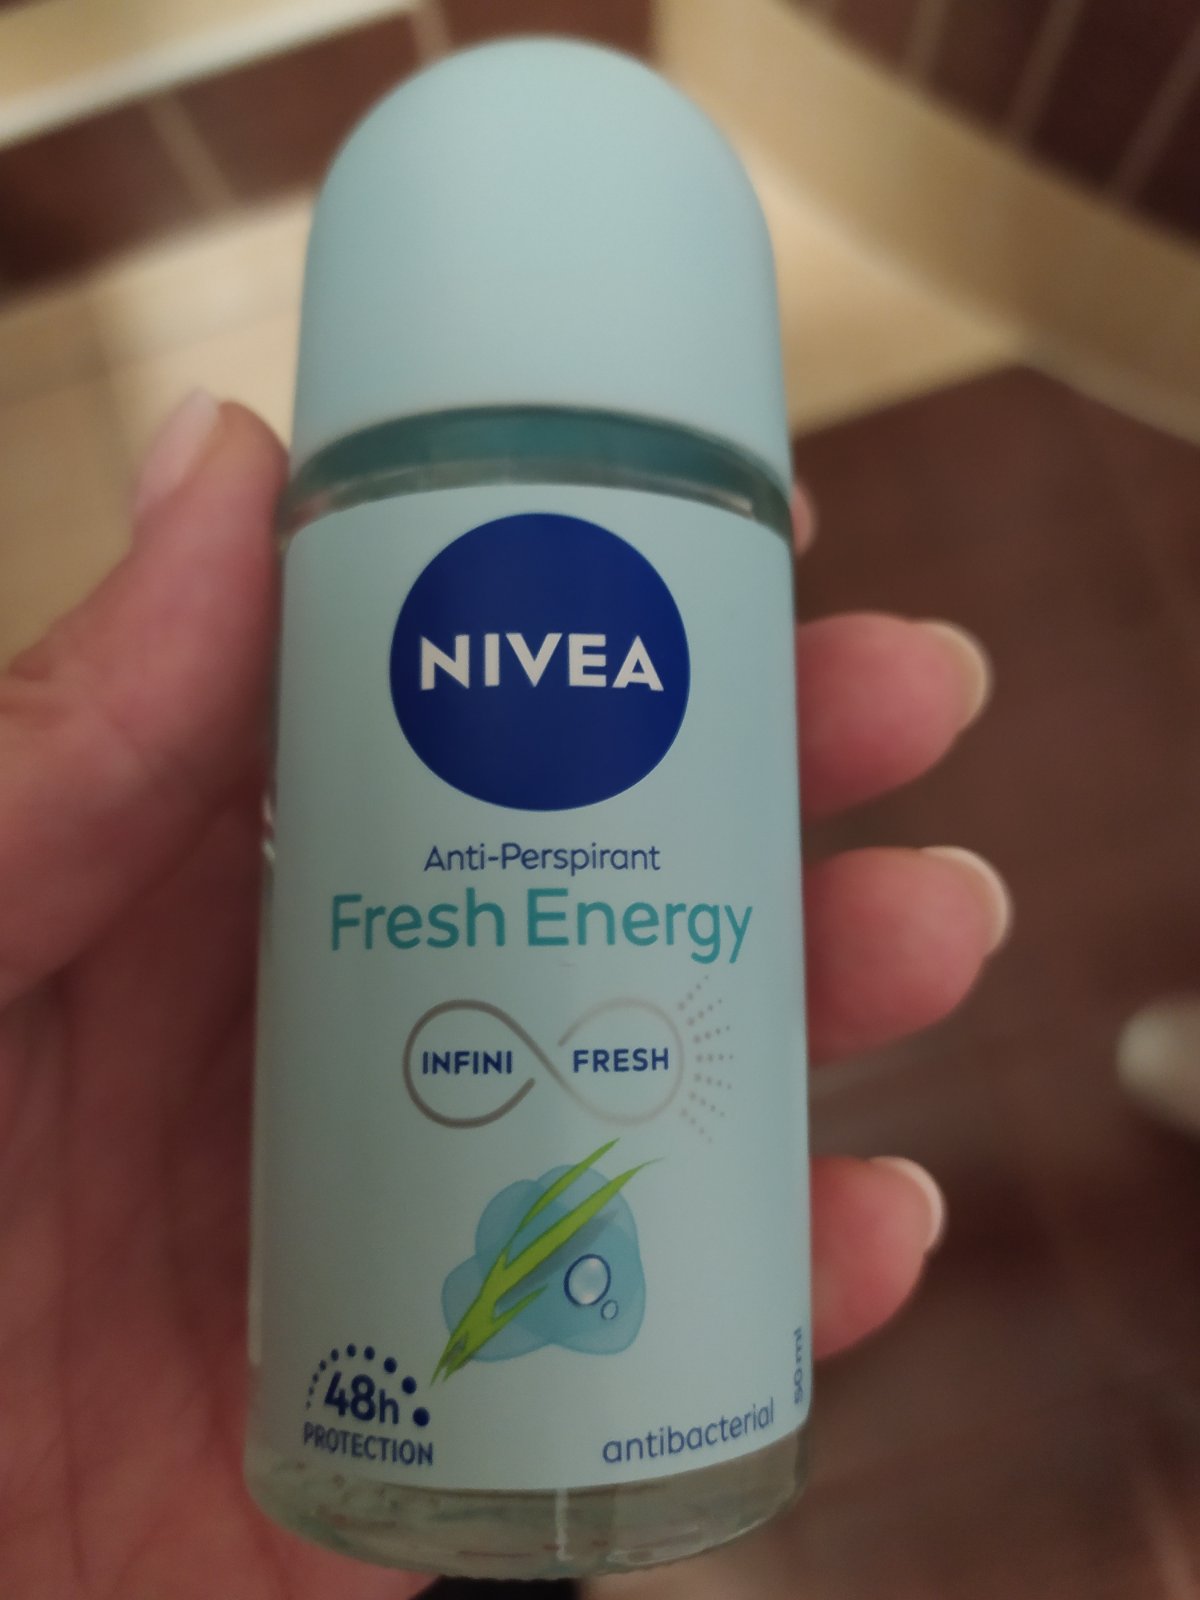 NIVEA
Anti-Perspirant
Fresh Energy
INFINI FRESH
48h
PROTECTION
antibacterial
50 ml